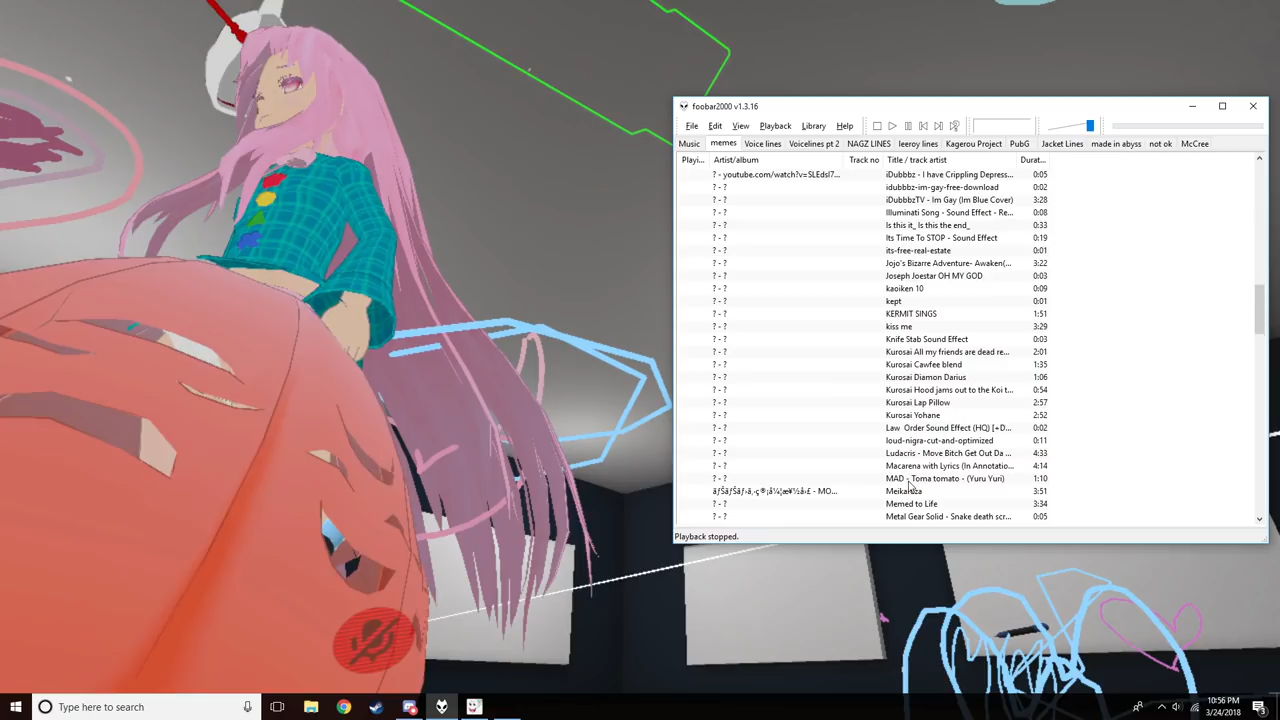 foobar2000 v1.3.16
File Edit View Playback Library Help
Music memes Voice lines Voicelines pt 2 NAGZ LINES leeroy lines Kagerou Project PubG Jacket Lines made in abyss not ok McCree
Playi... Artist/album Track no Title / track artist Durat...
? - youtube.com/watch?v=SLEdsI7... iDubbbz - I have Crippling Depress... 0:05
? - ? idubbbz-im-gay-free-download 0:02
? - ? iDubbbzTV - Im Gay (Im Blue Cover) 3:28
? - ? Illuminati Song - Sound Effect - Re... 0:08
? - ? Is this it_ Is this the end_ 0:33
? - ? Its Time To STOP - Sound Effect 0:19
? - ? its-free-real-estate 0:01
? - ? Jojo's Bizarre Adventure- Awaken(... 3:22
? - ? Joseph Joestar OH MY GOD 0:03
? - ? kaoiken 10 0:09
? - ? kept 0:01
? - ? KERMIT SINGS 1:51
? - ? kiss me 3:29
? - ? Knife Stab Sound Effect 0:03
? - ? Kurosai All my friends are dead re... 2:01
? - ? Kurosai Cawfee blend 1:35
? - ? Kurosai Diamon Darius 1:06
? - ? Kurosai Hood jams out to the Koi t... 0:54
? - ? Kurosai Lap Pillow 2:57
? - ? Kurosai Yohane 2:52
? - ? Law Order Sound Effect (HQ) [+D... 0:02
? - ? loud-nigra-cut-and-optimized 0:11
? - ? Ludacris - Move Bitch Get Out Da ... 4:33
? - ? Macarena with Lyrics (In Annotatio... 4:14
? - ? MAD - Toma tomato - (Yuru Yuri) 1:10
3:51
? - ? Memed to Life 3:34
? - ? Metal Gear Solid - Snake death scr... 0:05
Playback stopped.
Type here to search
10:56 PM
3/24/2018
3